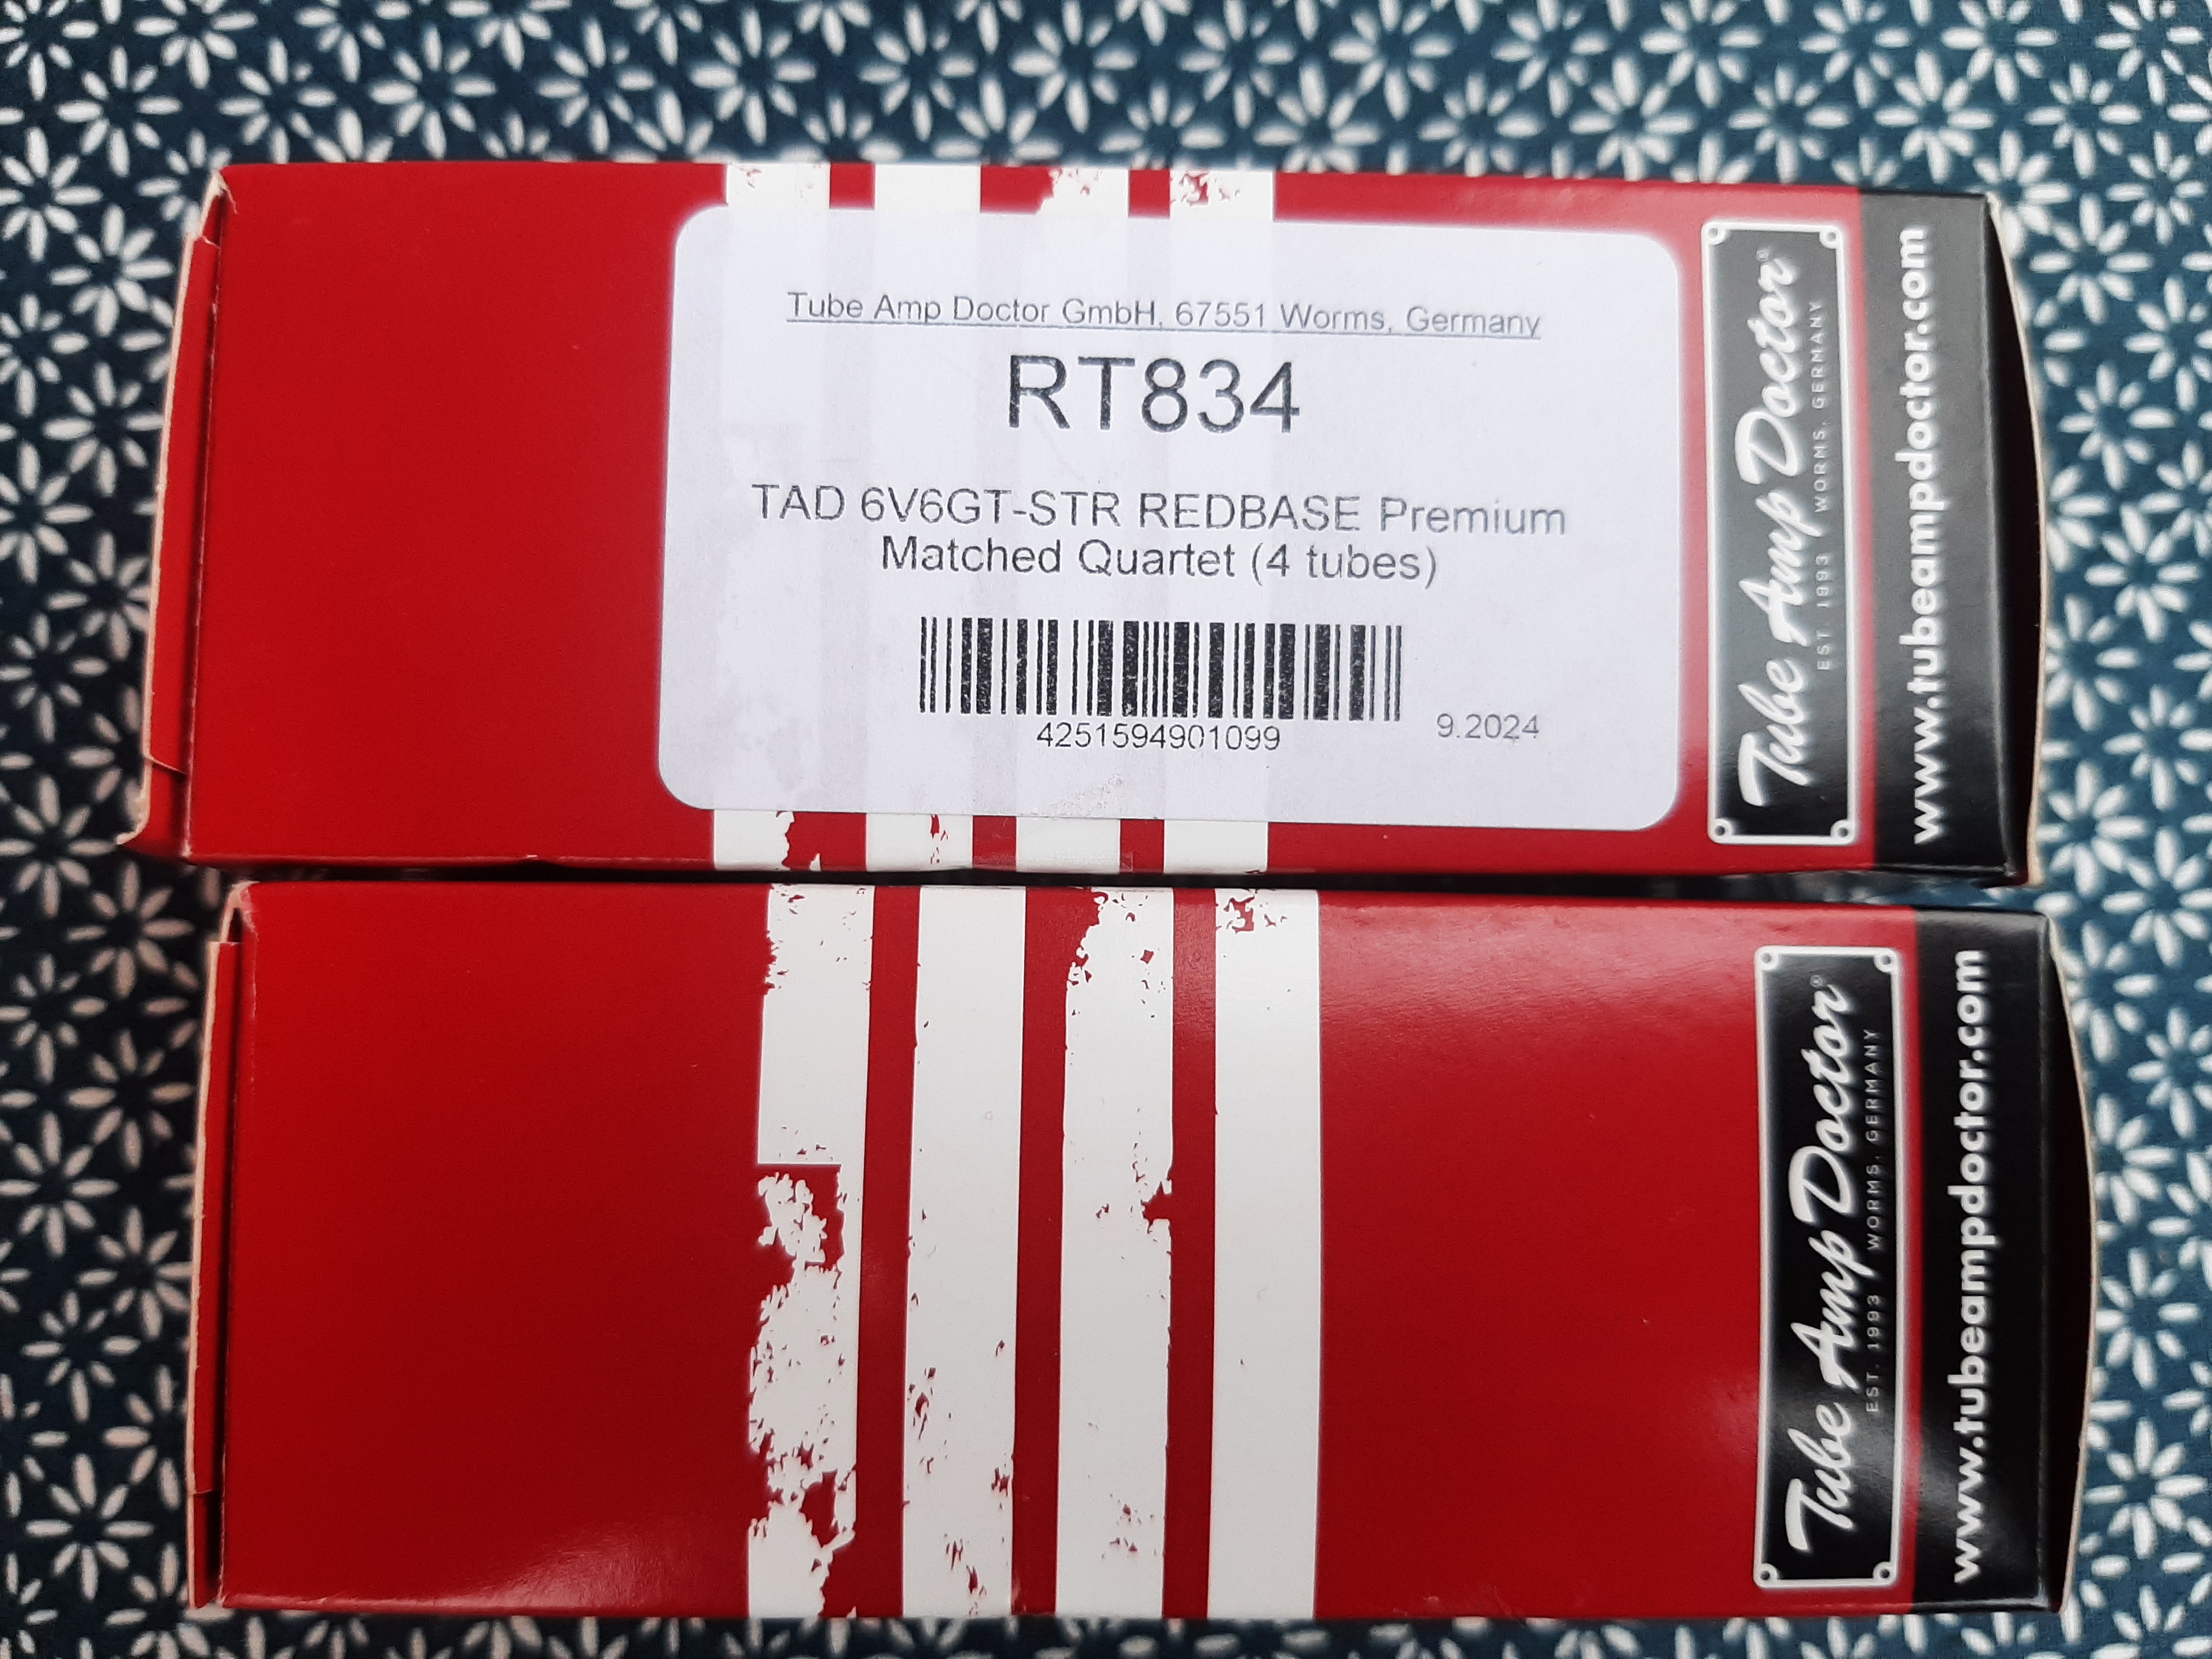 Tube Amp Doctor GmbH, 67551 Worms, Germany
RT834
TAD 6V6GT-STR REDBASE Premium
Matched Quartet (4 tubes)
4251594901099
9.2024
Tube Amp Doctor®
EST. 1993 WORMS, GERMANY
www.tubeampdoctor.com
Tube Amp Doctor®
EST. 1993 WORMS, GERMANY
www.tubeampdoctor.com